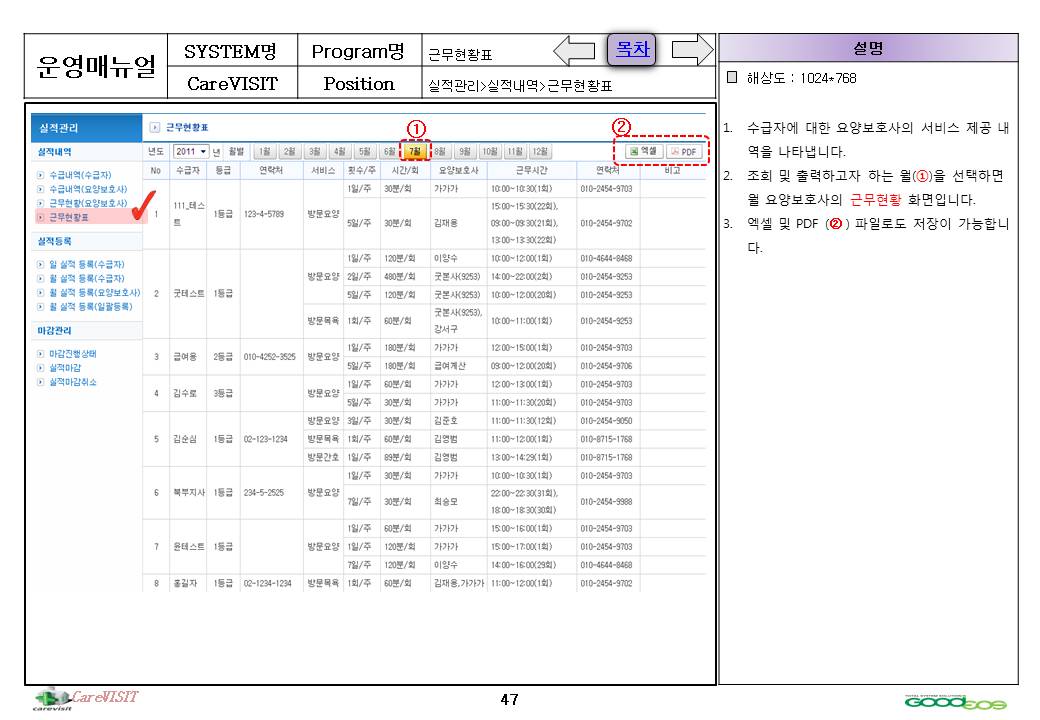 운영매뉴얼
SYSTEM명
Program명
근무현황표
목차
CareVISIT
Position
실적관리>실적내역>근무현황표
설명
해상도 : 1024*768
1. 수급자에 대한 요양보호사의 서비스 제공 내
역을 나타냅니다.
2. 조회 및 출력하고자 하는 월(①)을 선택하면
월 요양보호사의 근무현황 화면입니다.
3. 엑셀 및 PDF (②) 파일로도 저장이 가능합니
다.
실적관리
실적내역
수급내역(수급자)
수급내역(요양보호사)
근무현황(요양보호사)
근무현황표
실적등록
일 실적 등록(수급자)
월 실적 등록(수급자)
월 실적 등록(요양보호사)
월 실적 등록(일괄등록)
마감관리
마감진행상태
실적마감
실적마감취소
근무현황표
① ②
년도 2011 년 월별 1월 2월 3월 4월 5월 6월 7월 8월 9월 10월 11월 12월 엑셀 PDF
No 수급자 등급 연락처 서비스 횟수/주 시간/회 요양보호사 근무시간 연락처 비고
1 111_테스트 1등급 123-4-5789 방문요양 1일/주 30분/회 가가가 10:00~10:30(1회) 010-2454-9703
5일/주 30분/회 김재용 15:00~15:30(22회), 09:00~09:30(21회), 13:00~13:30(22회) 010-2454-9702
2 굿테스트 1등급 방문요양 1일/주 120분/회 이양수 10:00~12:00(1회) 010-4644-8468
2일/주 480분/회 굿본사(9253) 14:00~22:00(2회) 010-2454-9253
5일/주 120분/회 굿본사(9253) 10:00~12:00(20회) 010-2454-9253
방문목욕 1회/주 60분/회 굿본사(9253), 강서구 10:00~11:00(1회) 010-2454-9253
3 급여용 2등급 010-4252-3525 방문요양 1일/주 180분/회 가가가 12:00~15:00(1회) 010-2454-9703
5일/주 180분/회 급여계산 09:00~12:00(20회) 010-2454-9706
4 김수로 3등급 방문요양 1일/주 60분/회 가가가 12:00~13:00(1회) 010-2454-9703
5일/주 30분/회 가가가 11:00~11:30(20회) 010-2454-9703
5 김순심 1등급 02-123-1234 방문요양 3일/주 30분/회 김준호 11:00~11:30(12회) 010-2454-9050
방문목욕 1회/주 60분/회 김영범 11:00~12:00(1회) 010-8715-1768
방문간호 1일/주 89분/회 김영범 13:00~14:29(1회) 010-8715-1768
6 북부지사 1등급 234-5-2525 방문요양 1일/주 30분/회 가가가 10:00~10:30(1회) 010-2454-9703
7일/주 30분/회 최승모 22:00~22:30(31회), 18:00~18:30(30회) 010-2454-9988
7 윤테스트 1등급 방문요양 1일/주 60분/회 가가가 15:00~16:00(1회) 010-2454-9703
1일/주 120분/회 가가가 15:00~17:00(1회) 010-2454-9703
7일/주 120분/회 이양수 14:00~16:00(29회) 010-4644-8468
8 홍길자 1등급 02-1234-1234 방문목욕 1회/주 60분/회 김재용,가가가 11:00~12:00(1회) 010-2454-9702
carevisit
CareVISIT
47
TOTAL SYSTEM SOLUTION
GOODEOS